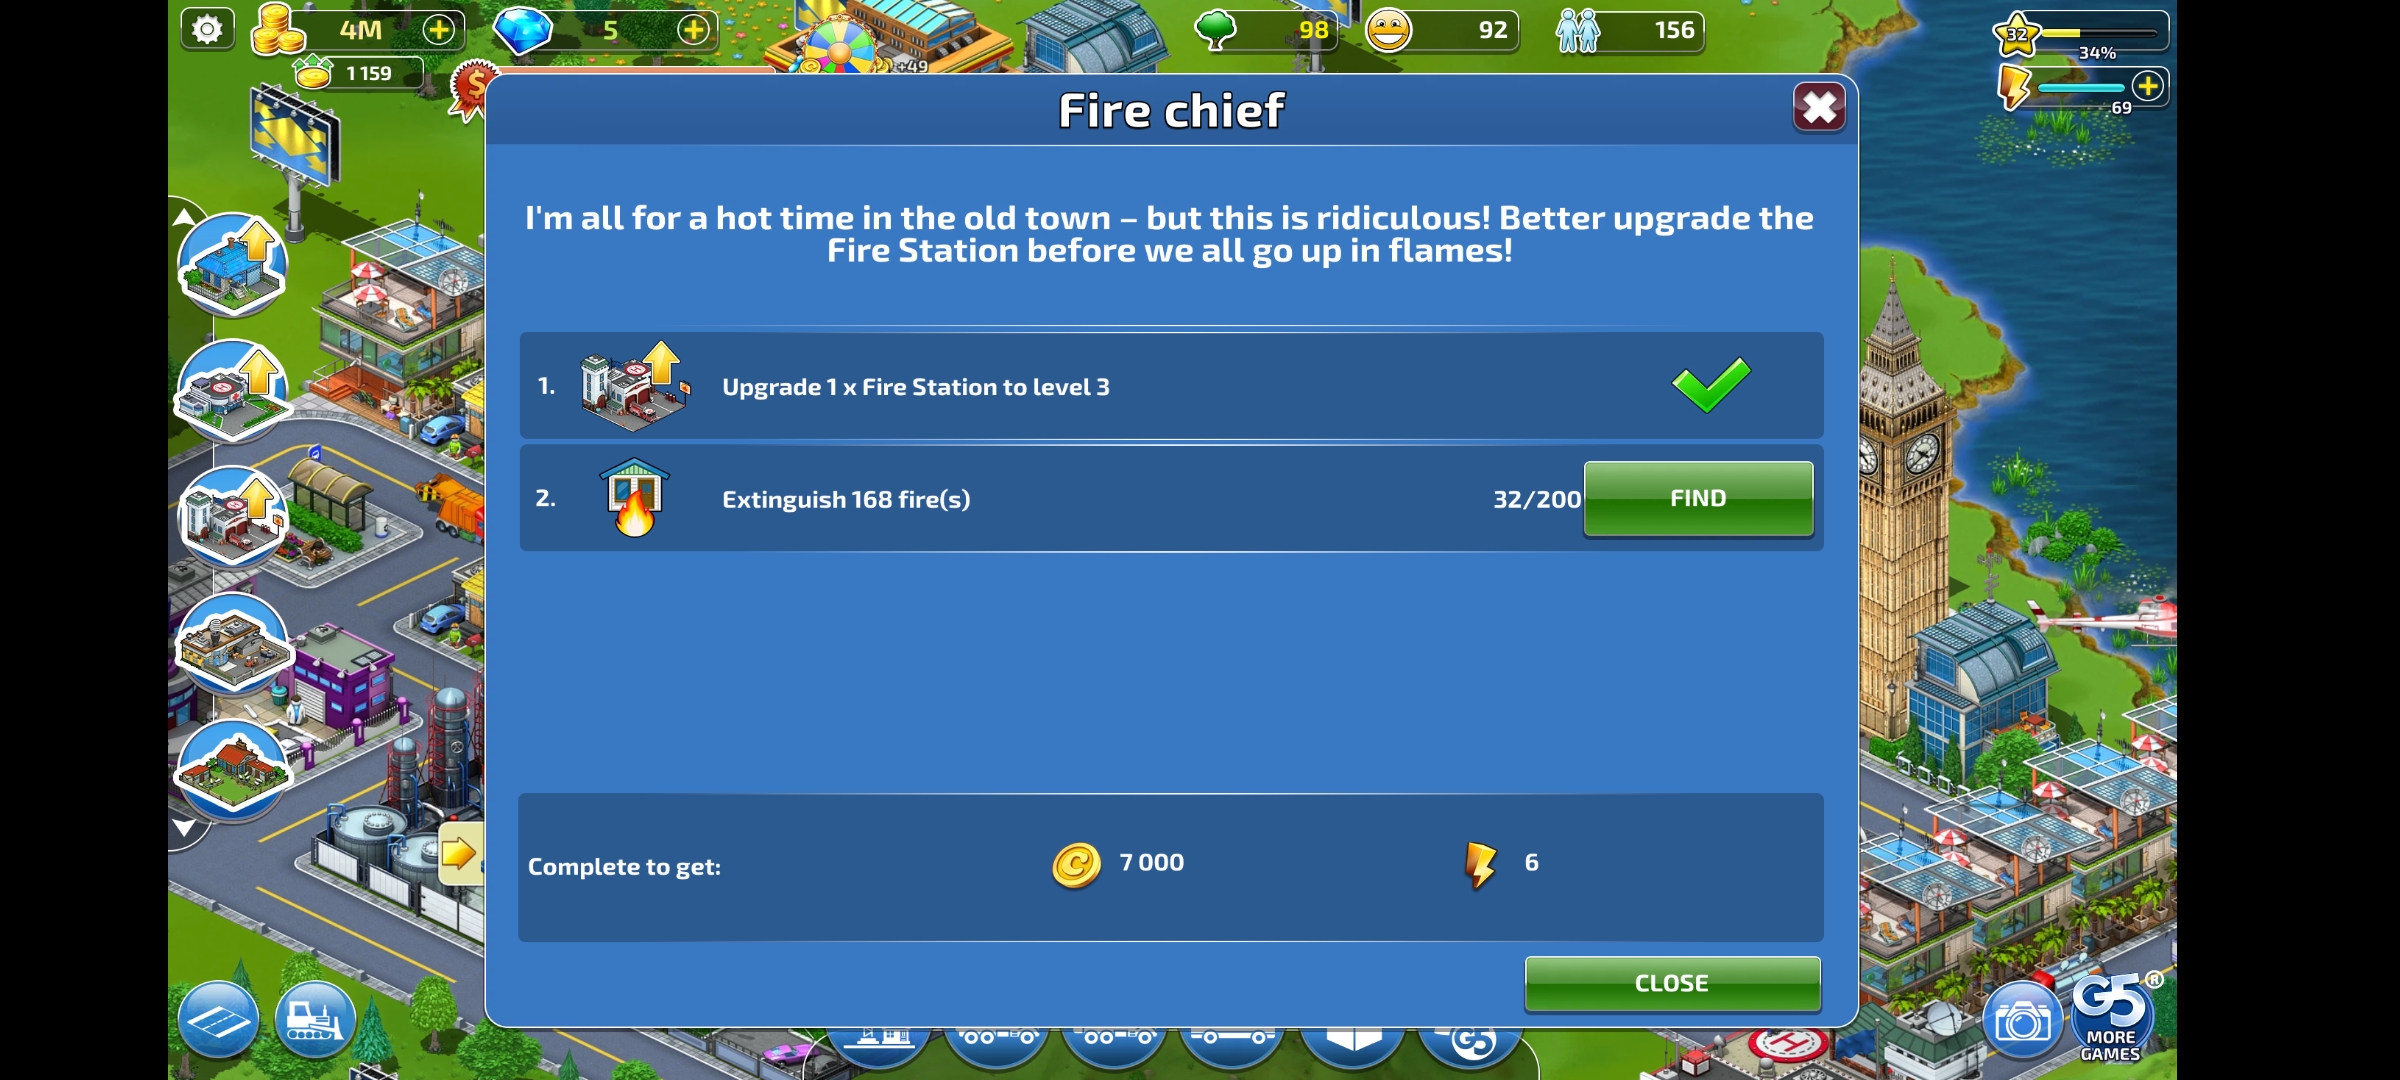 4M
5
98
92
156
32
34%
1 159
+49
69
Fire chief
I'm all for a hot time in the old town – but this is ridiculous! Better upgrade the
Fire Station before we all go up in flames!
1.
Upgrade 1 x Fire Station to level 3
2.
Extinguish 168 fire(s)
32/200
FIND
Complete to get:
7 000
6
CLOSE
G5
G5®
MORE
GAMES